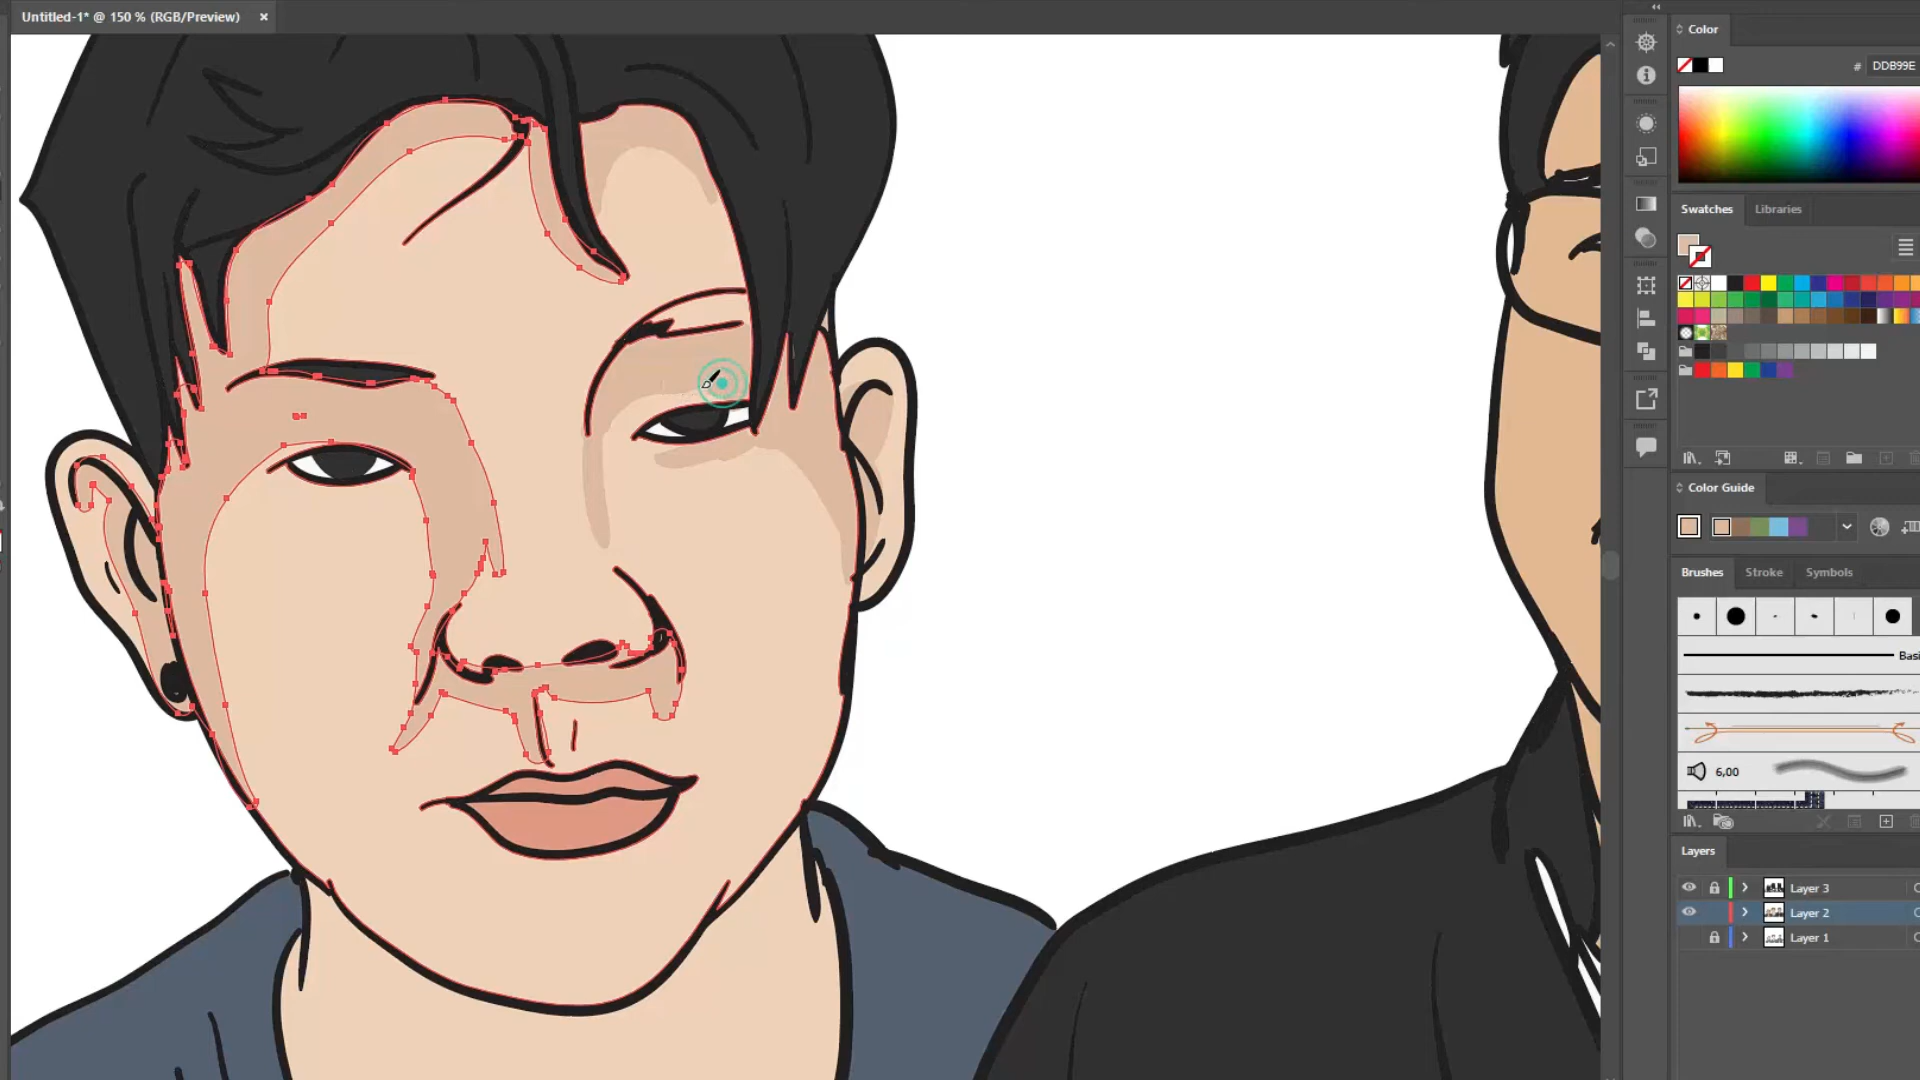 Untitled-1* @ 150 % (RGB/Preview)
Color
# DDB99E
Swatches Libraries
Color Guide
Brushes Stroke Symbols
Basi
6,00
Layers
Layer 3
Layer 2
Layer 1